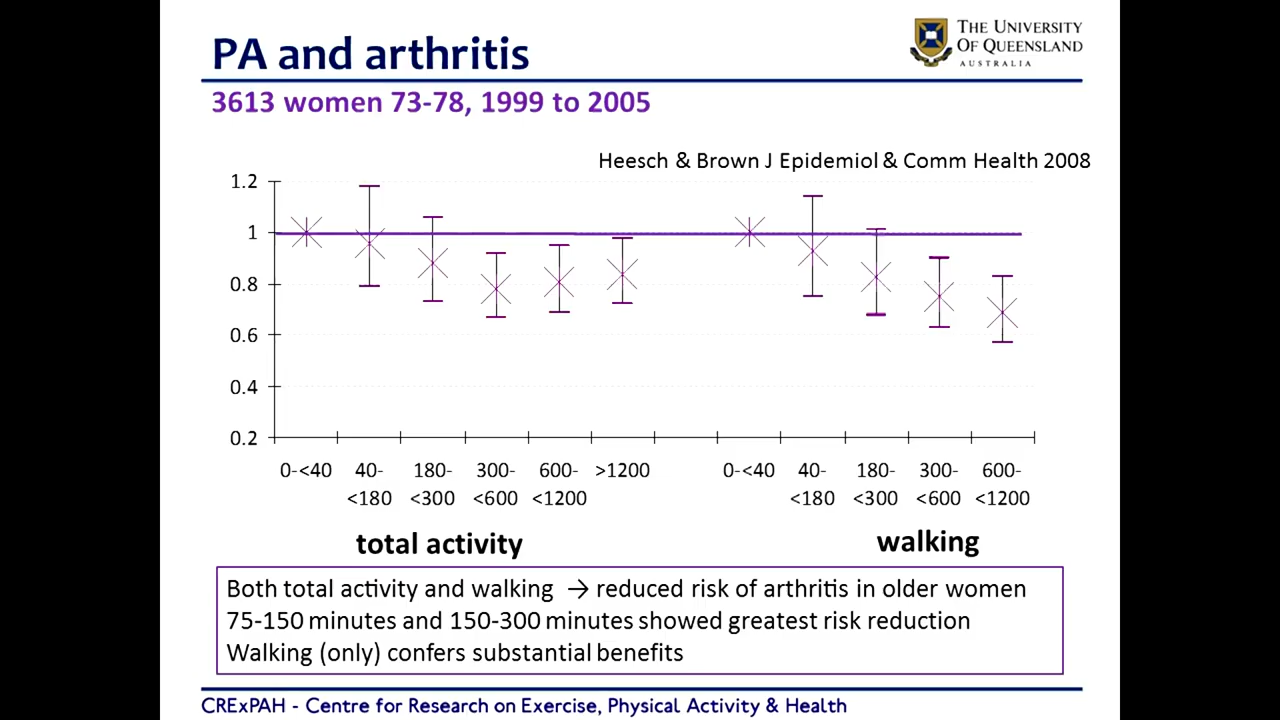 PA and arthritis
THE UNIVERSITY
OF QUEENSLAND
AUSTRALIA
3613 women 73-78, 1999 to 2005
Heesch & Brown J Epidemiol & Comm Health 2008
1.2
1
0.8
0.6
0.4
0.2
0-<40 40- 180- 300- 600- >1200 0-<40 40- 180- 300- 600-
<180 <300 <600 <1200 <180 <300 <600 <1200
total activity walking
Both total activity and walking → reduced risk of arthritis in older women
75-150 minutes and 150-300 minutes showed greatest risk reduction
Walking (only) confers substantial benefits
CRExPAH - Centre for Research on Exercise, Physical Activity & Health